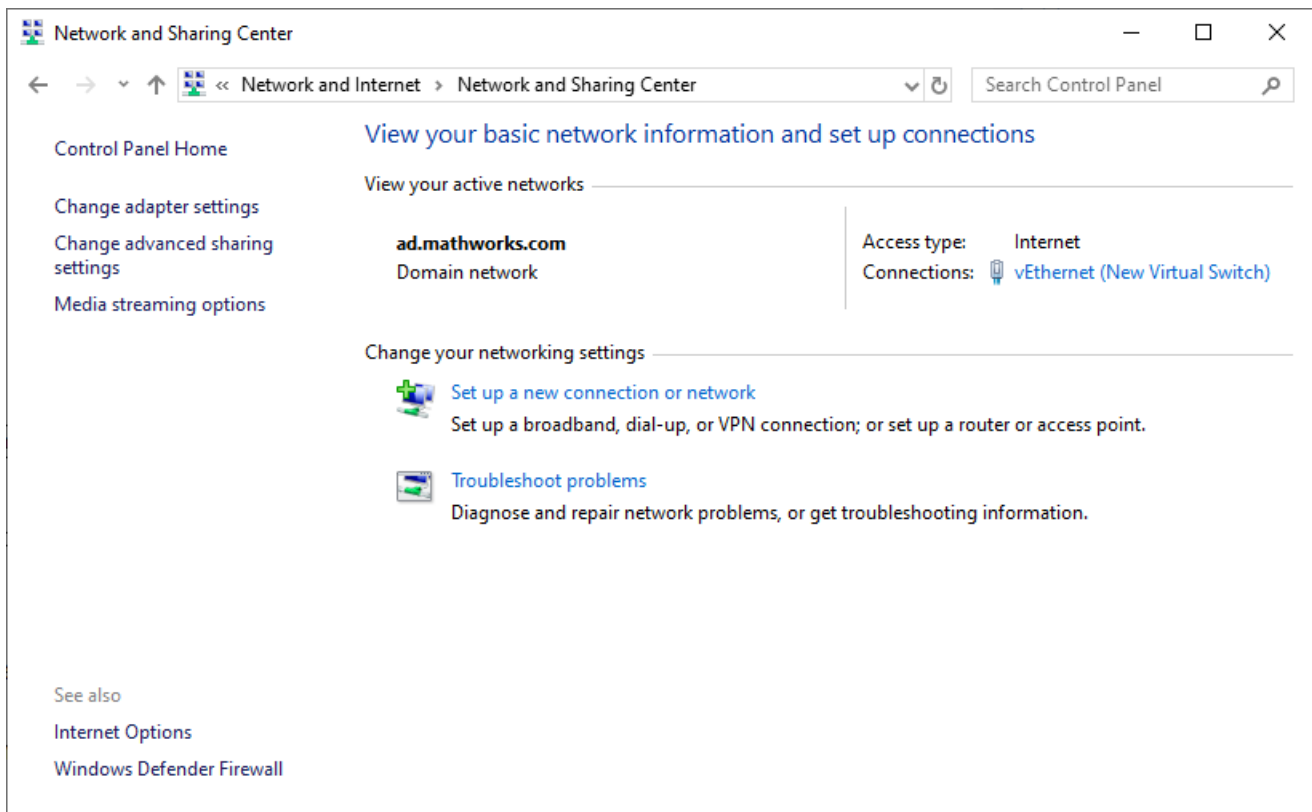 Network and Sharing Center
« Network and Internet › Network and Sharing Center
Search Control Panel
Control Panel Home
Change adapter settings
Change advanced sharing
settings
Media streaming options
See also
Internet Options
Windows Defender Firewall
View your basic network information and set up connections
View your active networks
ad.mathworks.com
Domain network
Access type: Internet
Connections: vEthernet (New Virtual Switch)
Change your networking settings
Set up a new connection or network
Set up a broadband, dial-up, or VPN connection; or set up a router or access point.
Troubleshoot problems
Diagnose and repair network problems, or get troubleshooting information.